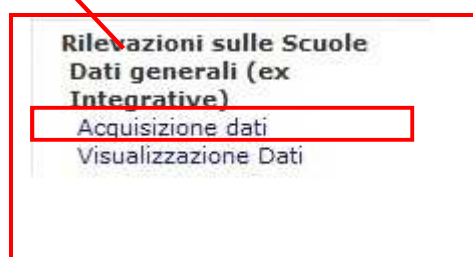 Rilevazioni sulle Scuole
Dati generali (ex
Integrative)
Acquisizione dati
Visualizzazione Dati